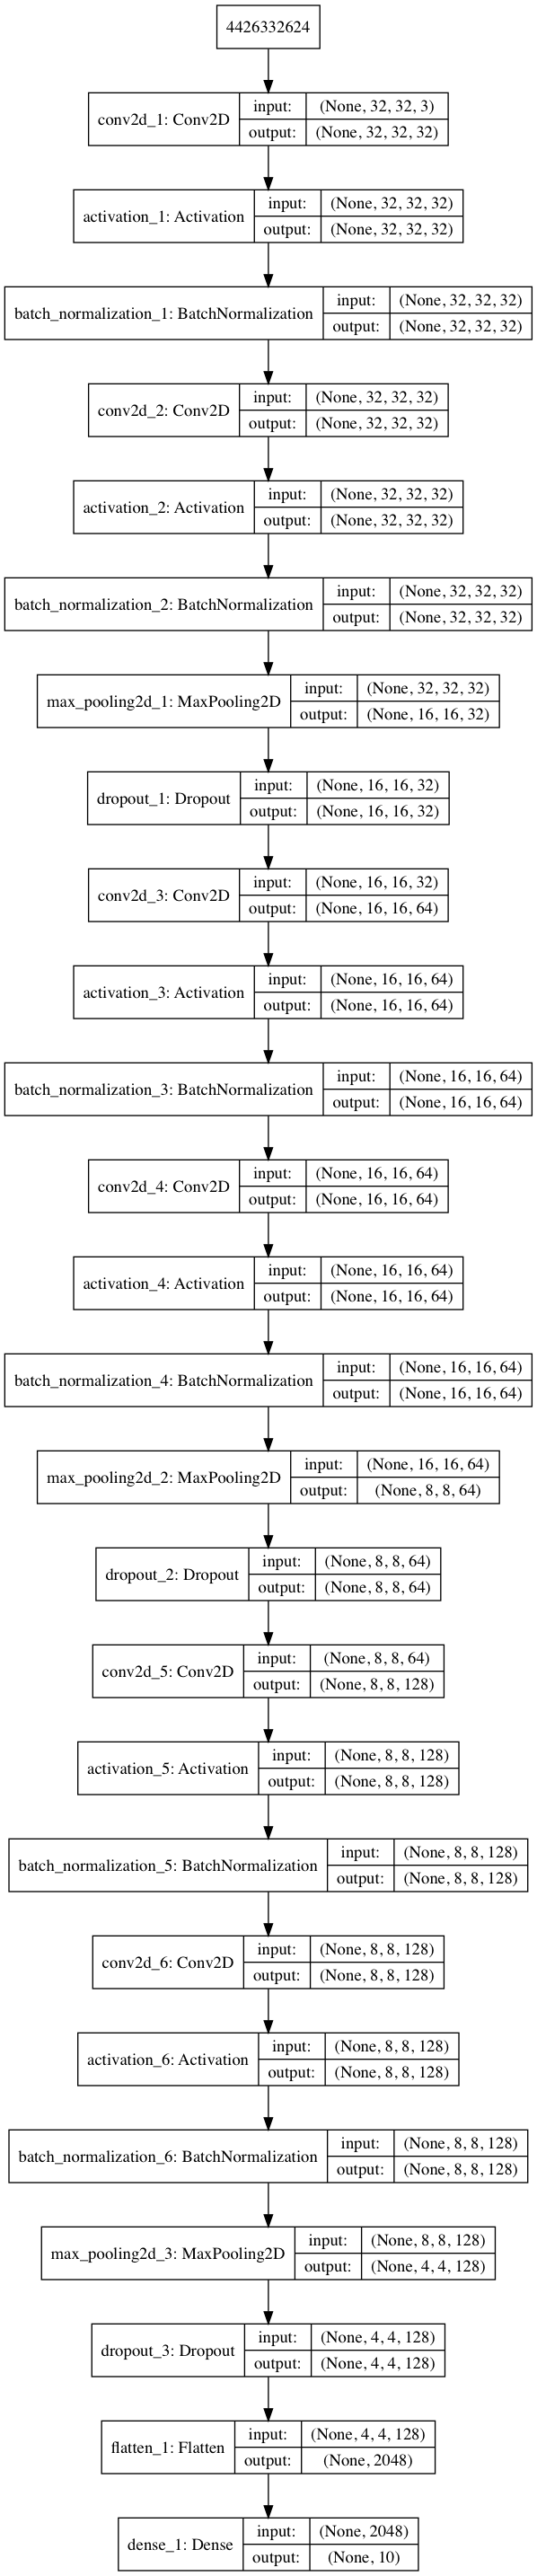 4426332624
conv2d_1: Conv2D
input: (None, 32, 32, 3)
output: (None, 32, 32, 32)
activation_1: Activation
input: (None, 32, 32, 32)
output: (None, 32, 32, 32)
batch_normalization_1: BatchNormalization
input: (None, 32, 32, 32)
output: (None, 32, 32, 32)
conv2d_2: Conv2D
input: (None, 32, 32, 32)
output: (None, 32, 32, 32)
activation_2: Activation
input: (None, 32, 32, 32)
output: (None, 32, 32, 32)
batch_normalization_2: BatchNormalization
input: (None, 32, 32, 32)
output: (None, 32, 32, 32)
max_pooling2d_1: MaxPooling2D
input: (None, 32, 32, 32)
output: (None, 16, 16, 32)
dropout_1: Dropout
input: (None, 16, 16, 32)
output: (None, 16, 16, 32)
conv2d_3: Conv2D
input: (None, 16, 16, 32)
output: (None, 16, 16, 64)
activation_3: Activation
input: (None, 16, 16, 64)
output: (None, 16, 16, 64)
batch_normalization_3: BatchNormalization
input: (None, 16, 16, 64)
output: (None, 16, 16, 64)
conv2d_4: Conv2D
input: (None, 16, 16, 64)
output: (None, 16, 16, 64)
activation_4: Activation
input: (None, 16, 16, 64)
output: (None, 16, 16, 64)
batch_normalization_4: BatchNormalization
input: (None, 16, 16, 64)
output: (None, 16, 16, 64)
max_pooling2d_2: MaxPooling2D
input: (None, 16, 16, 64)
output: (None, 8, 8, 64)
dropout_2: Dropout
input: (None, 8, 8, 64)
output: (None, 8, 8, 64)
conv2d_5: Conv2D
input: (None, 8, 8, 64)
output: (None, 8, 8, 128)
activation_5: Activation
input: (None, 8, 8, 128)
output: (None, 8, 8, 128)
batch_normalization_5: BatchNormalization
input: (None, 8, 8, 128)
output: (None, 8, 8, 128)
conv2d_6: Conv2D
input: (None, 8, 8, 128)
output: (None, 8, 8, 128)
activation_6: Activation
input: (None, 8, 8, 128)
output: (None, 8, 8, 128)
batch_normalization_6: BatchNormalization
input: (None, 8, 8, 128)
output: (None, 8, 8, 128)
max_pooling2d_3: MaxPooling2D
input: (None, 8, 8, 128)
output: (None, 4, 4, 128)
dropout_3: Dropout
input: (None, 4, 4, 128)
output: (None, 4, 4, 128)
flatten_1: Flatten
input: (None, 4, 4, 128)
output: (None, 2048)
dense_1: Dense
input: (None, 2048)
output: (None, 10)